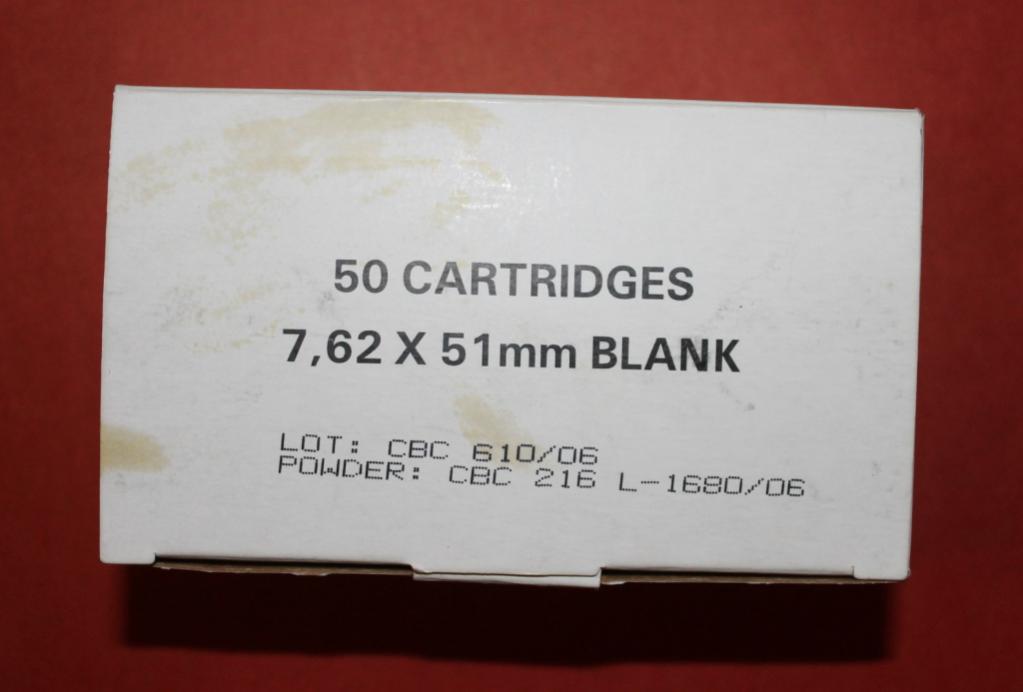 50 CARTRIDGES
7,62 X 51mm BLANK
LOT: CBC 610/06
POWDER: CBC 216 L-1680/06